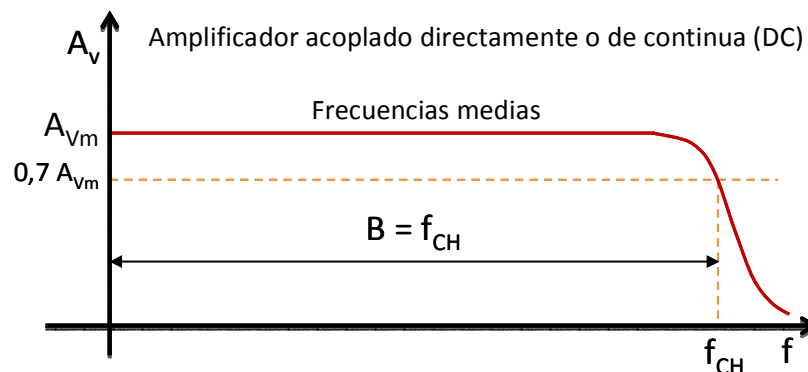 Amplificador acoplado directamente o de continua (DC)
Av
Frecuencias medias
AVm
0,7 AVm
B = fCH
fCH
f